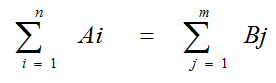 n m
∑ Ai = ∑ Bj
i = 1 j = 1